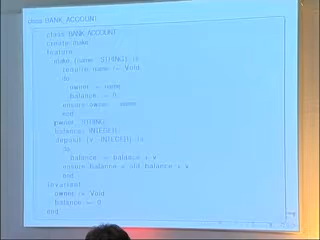 class BANK_ACCOUNT
class BANK_ACCOUNT
create make
feature
make (name: STRING) is
require name /= Void
do
owner := name
balance := 0
ensure owner = name
end
owner: STRING
balance: INTEGER
deposit (v: INTEGER) is
do
balance := balance + v
ensure balance = old balance + v
end
invariant
owner /= Void
balance >= 0
end